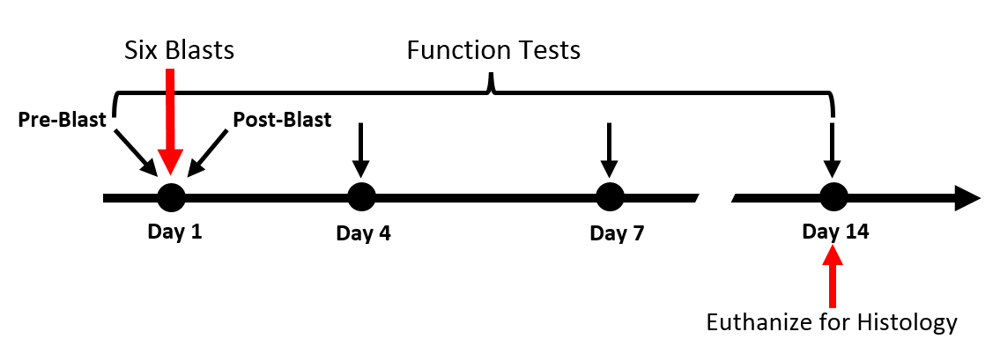 Six Blasts
Function Tests
Pre-Blast
Post-Blast
Day 1
Day 4
Day 7
Day 14
Euthanize for Histology